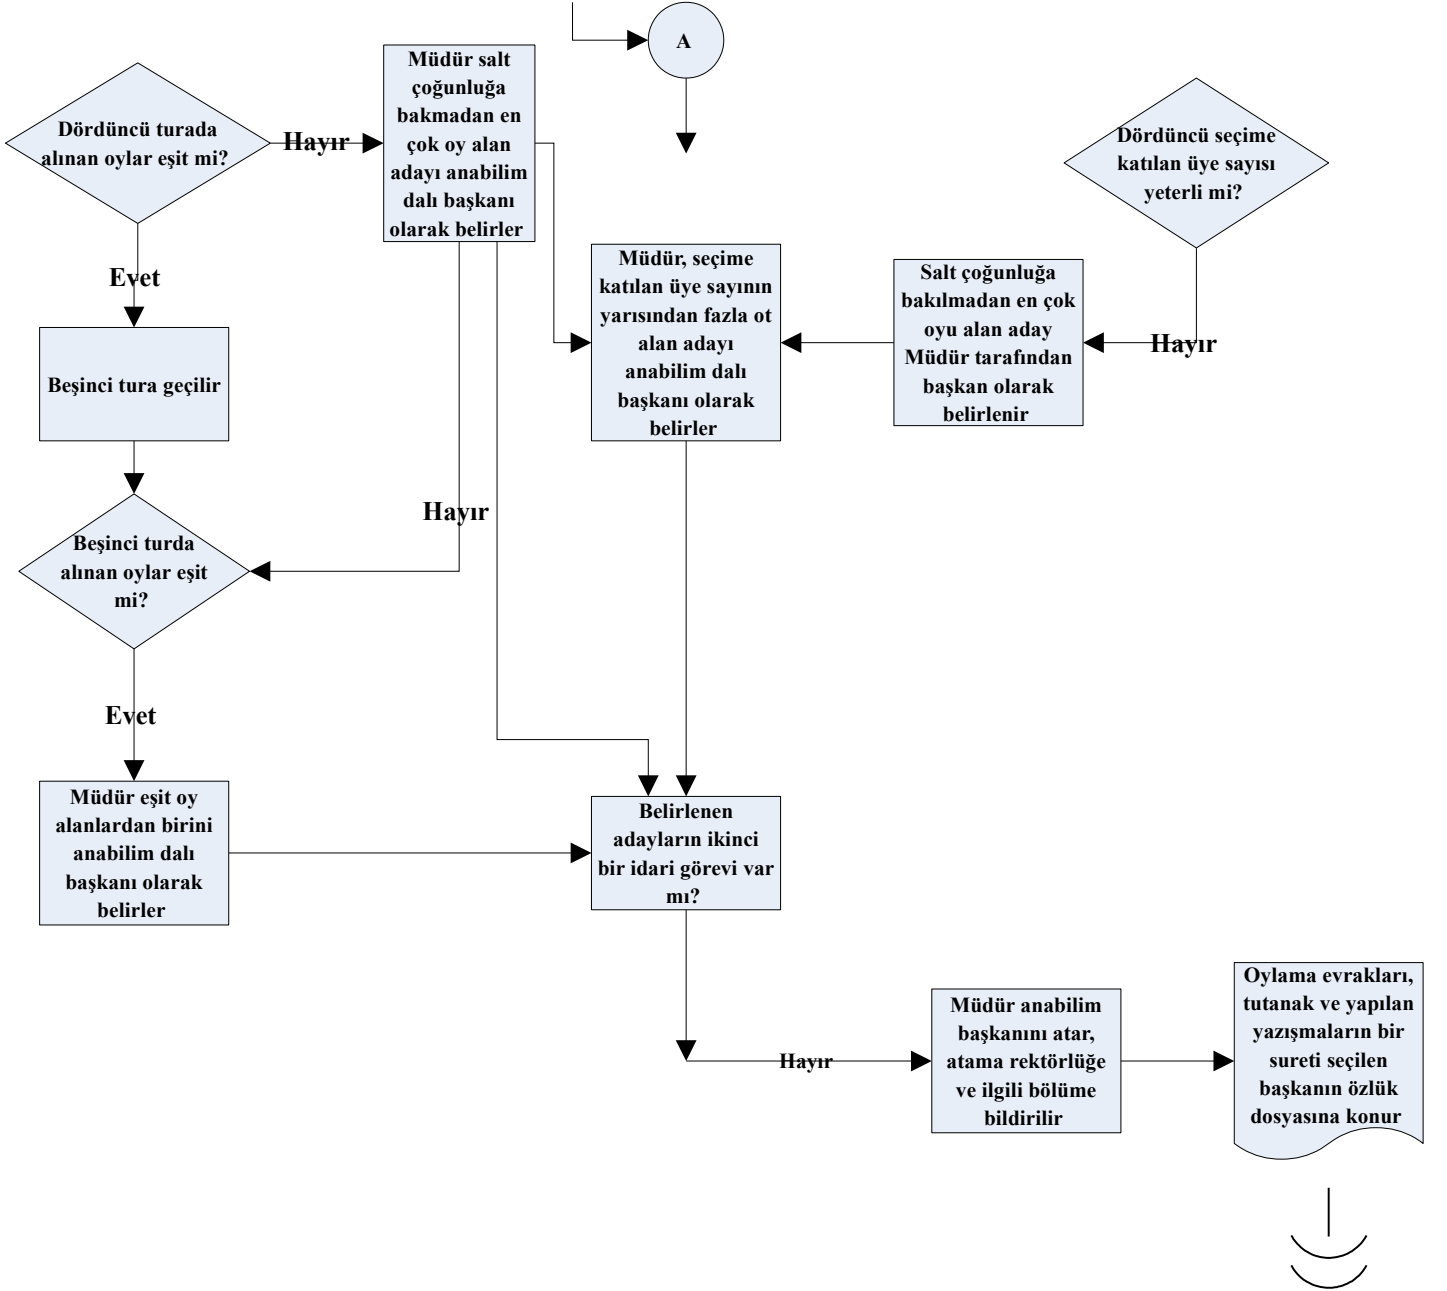 A
Müdür salt
çoğunluğa
bakmadan en
çok oy alan
adayı anabilim
dalı başkanı
olarak belirler
Dördüncü turada
alınan oylar eşit mi?
Hayır
Dördüncü seçime
katılan üye sayısı
yeterli mi?
Evet
Müdür, seçime
katılan üye sayının
yarısından fazla ot
alan adayı
anabilim dalı
başkanı olarak
belirler
Salt çoğunluğa
bakılmadan en çok
oyu alan aday
Müdür tarafından
başkan olarak
belirlenir
Hayır
Beşinci tura geçilir
Hayır
Beşinci turda
alınan oylar eşit
mi?
Evet
Müdür eşit oy
alanlardan birini
anabilim dalı
başkanı olarak
belirler
Belirlenen
adayların ikinci
bir idari görevi var
mı?
Hayır
Müdür anabilim
başkanını atar,
atama rektörlüğe
ve ilgili bölüme
bildirilir
Oylama evrakları,
tutanak ve yapılan
yazışmaların bir
sureti seçilen
başkanın özlük
dosyasına konur